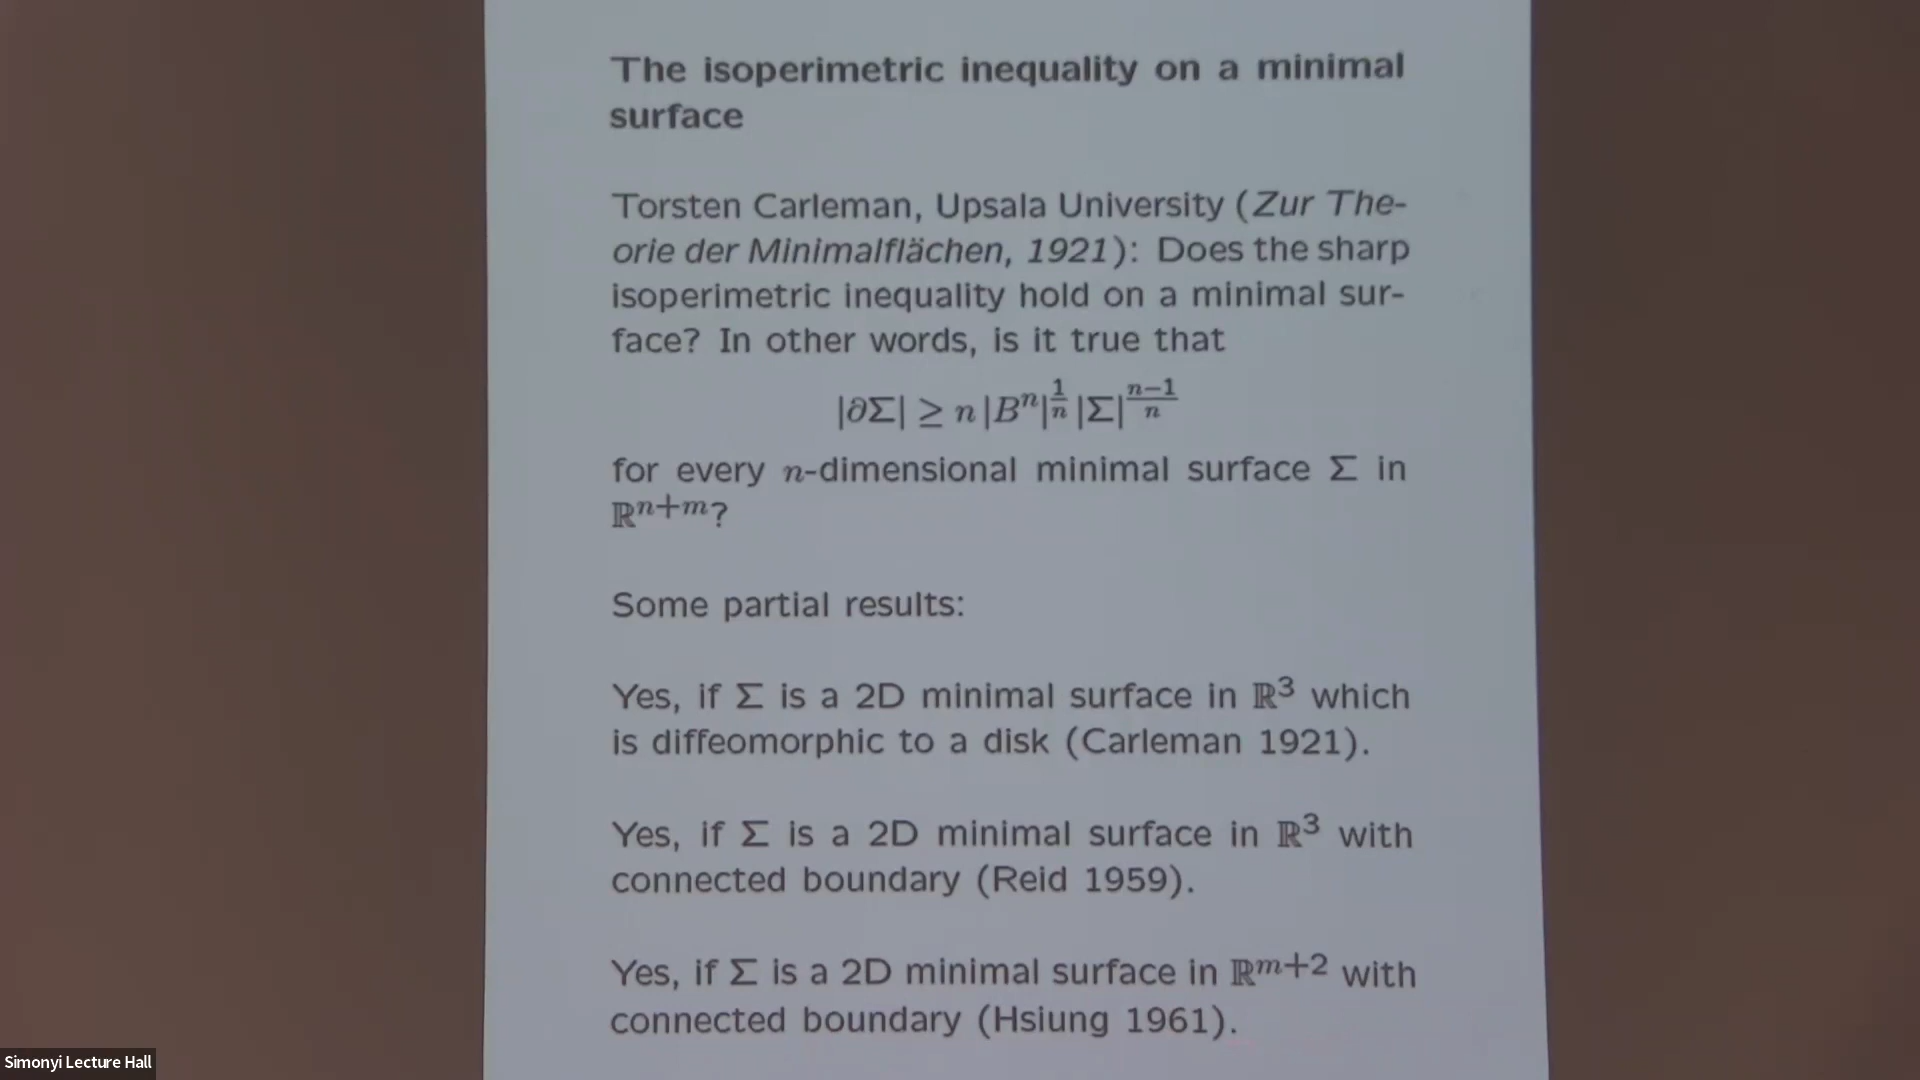 The isoperimetric inequality on a minimal
surface
Torsten Carleman, Upsala University (Zur The-
orie der Minimalflächen, 1921): Does the sharp
isoperimetric inequality hold on a minimal sur-
face? In other words, is it true that
|∂Σ| ≥ n |Bⁿ|^{1/n} |Σ|^{(n−1)/n}
for every n-dimensional minimal surface Σ in
ℝ^{n+m}?
Some partial results:
Yes, if Σ is a 2D minimal surface in ℝ³ which
is diffeomorphic to a disk (Carleman 1921).
Yes, if Σ is a 2D minimal surface in ℝ³ with
connected boundary (Reid 1959).
Yes, if Σ is a 2D minimal surface in ℝ^{m+2} with
connected boundary (Hsiung 1961).
Simonyi Lecture Hall